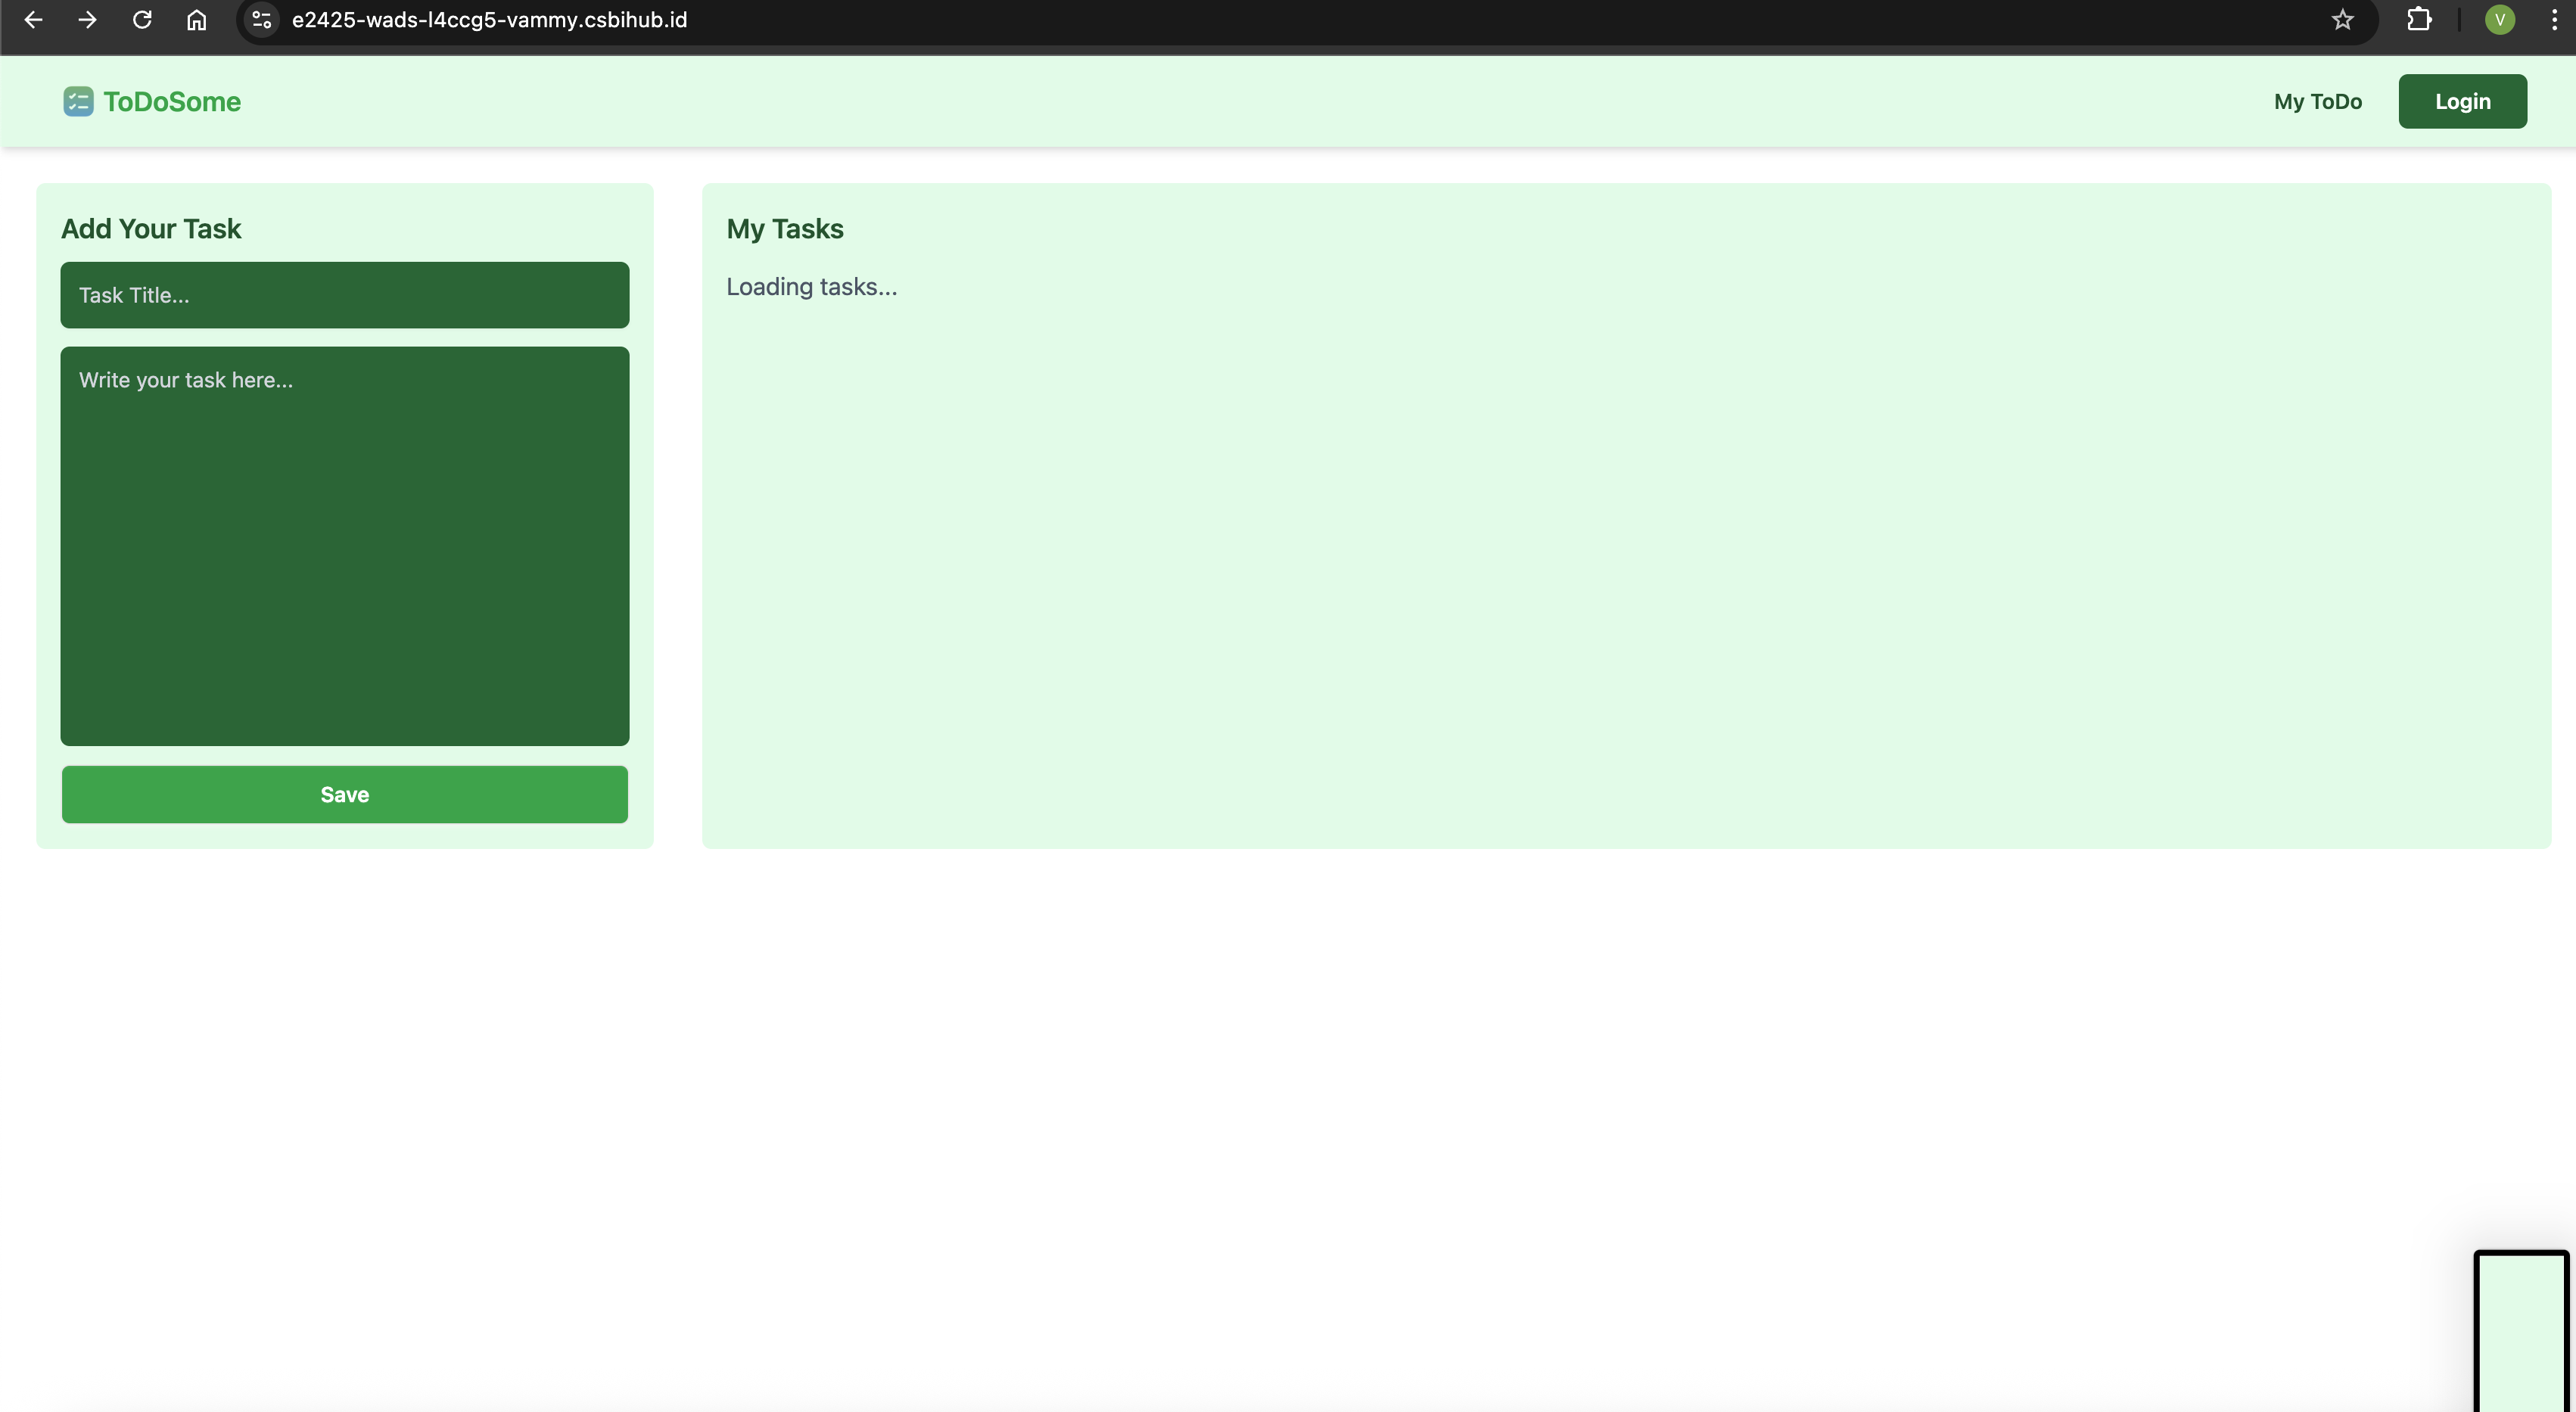 e2425-wads-l4ccg5-vammy.csbihub.id
V
ToDoSome
My ToDo
Login
Add Your Task
Task Title...
Write your task here...
Save
My Tasks
Loading tasks...